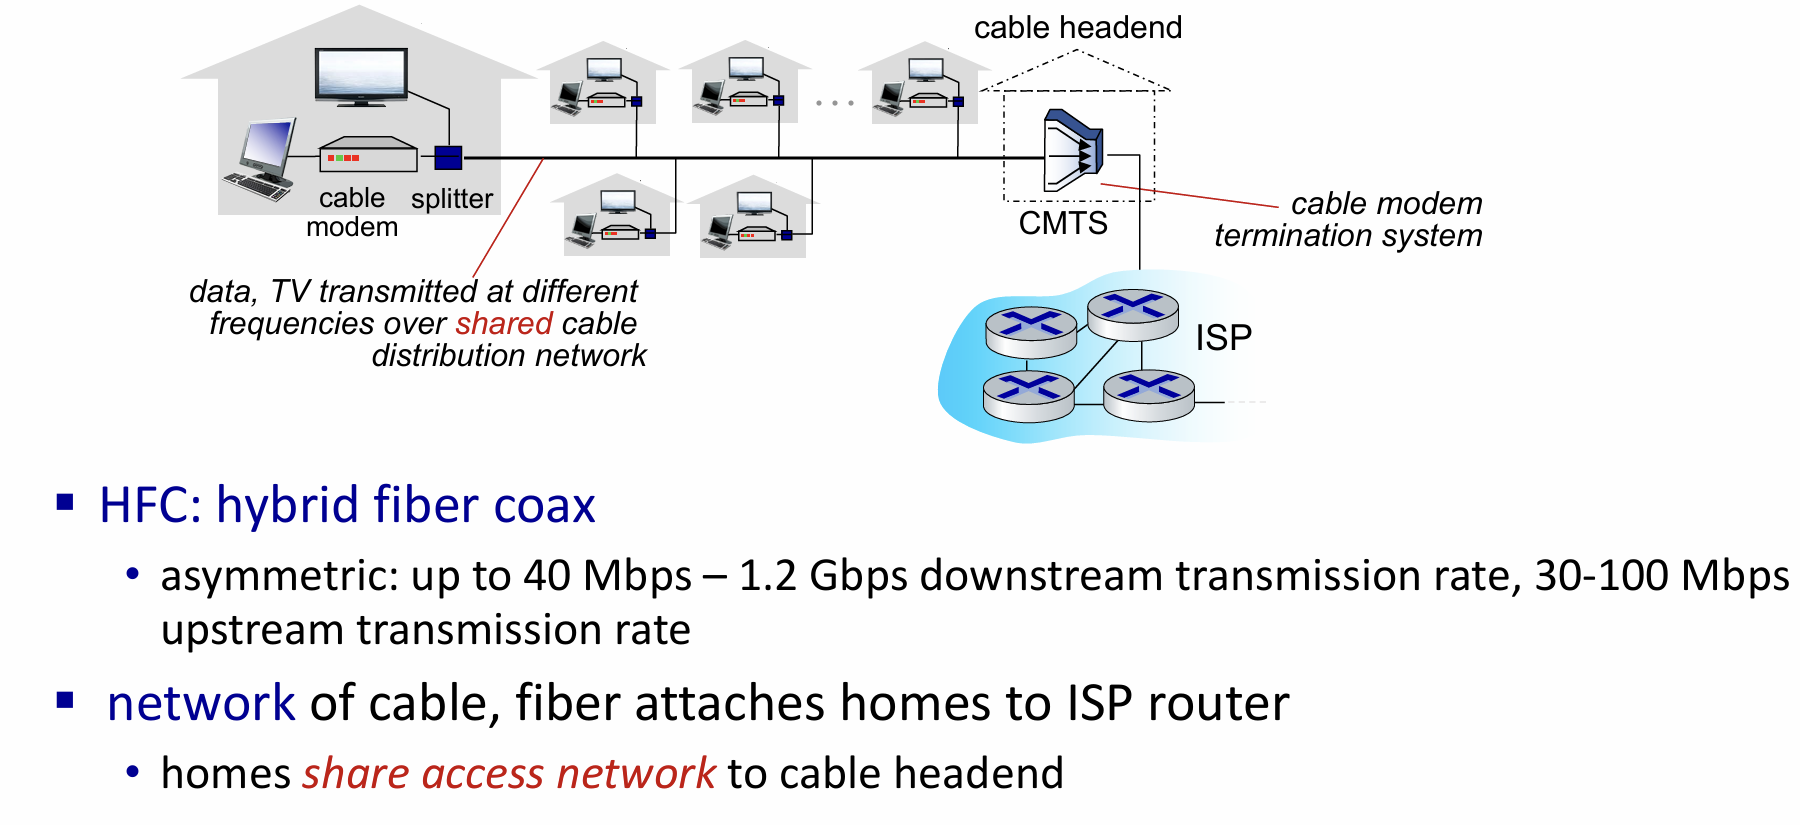 cable headend
cable
modem
splitter
CMTS
cable modem
termination system
data, TV transmitted at different
frequencies over shared cable
distribution network
ISP
HFC: hybrid fiber coax
asymmetric: up to 40 Mbps – 1.2 Gbps downstream transmission rate, 30-100 Mbps
upstream transmission rate
network of cable, fiber attaches homes to ISP router
homes share access network to cable headend